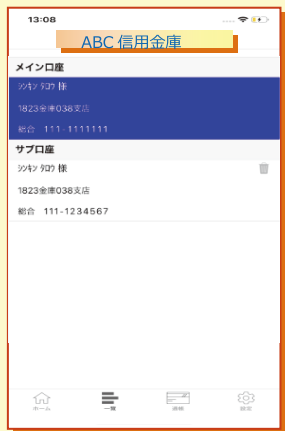 13:08
ABC 信用金庫
メイン口座
シンキン タロウ 様
1823金庫038支店
総合 111-1111111
サブ口座
シンキン タロウ 様
1823金庫038支店
総合 111-1234567
ホーム 一覧 通帳 設定